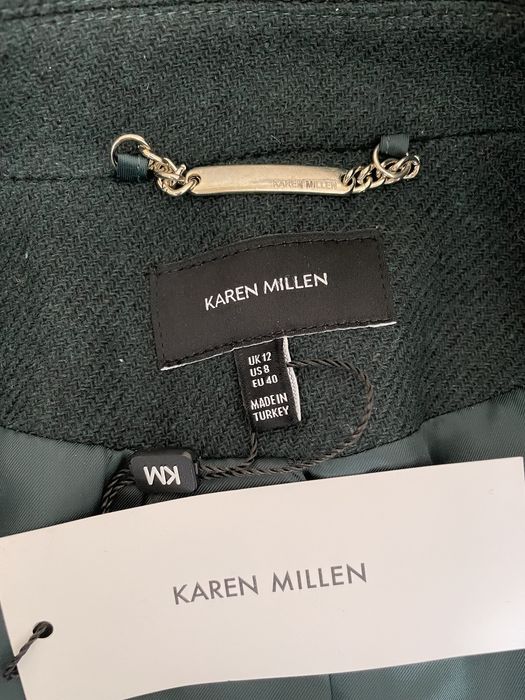 KAREN MILLEN
KAREN MILLEN
UK 12
US 8
EU 40
MADE IN
TURKEY
KM
KAREN MILLEN